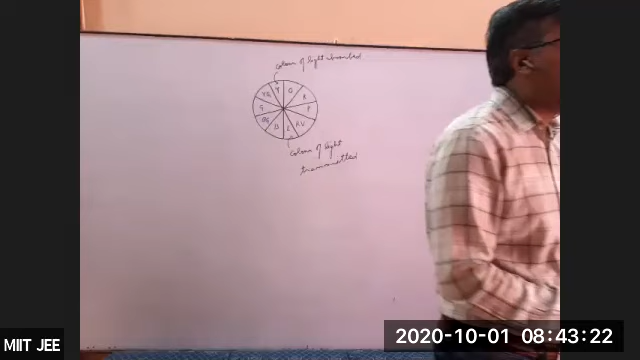 colour of light absorbed
Y
O
R
P
R.V
B
G
Y.G
colour of light
transmitted
MIIT JEE
2020-10-01 08:43:22